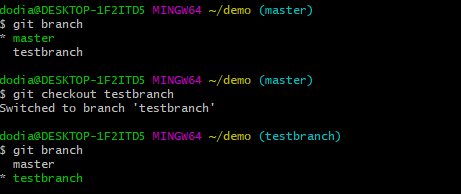 dodia@DESKTOP-1F2ITD5 MINGW64 ~/demo (master)
$ git branch
* master
  testbranch
dodia@DESKTOP-1F2ITD5 MINGW64 ~/demo (master)
$ git checkout testbranch
Switched to branch 'testbranch'
dodia@DESKTOP-1F2ITD5 MINGW64 ~/demo (testbranch)
$ git branch
  master
* testbranch